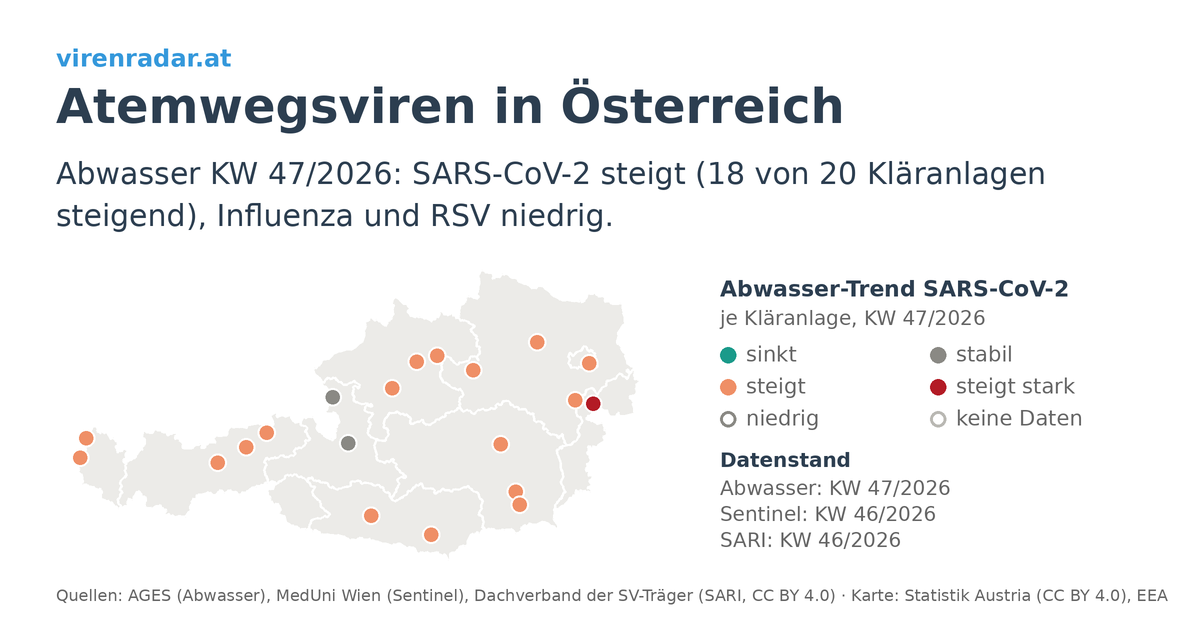 virenradar.at
Atemwegsviren in Österreich
Abwasser KW 47/2026: SARS-CoV-2 steigt (18 von 20 Kläranlagen
steigend), Influenza und RSV niedrig.
Abwasser-Trend SARS-CoV-2
je Kläranlage, KW 47/2026
sinkt
stabil
steigt
steigt stark
niedrig
keine Daten
Datenstand
Abwasser: KW 47/2026
Sentinel: KW 46/2026
SARI: KW 46/2026
Quellen: AGES (Abwasser), MedUni Wien (Sentinel), Dachverband der SV-Träger (SARI, CC BY 4.0) · Karte: Statistik Austria (CC BY 4.0), EEA